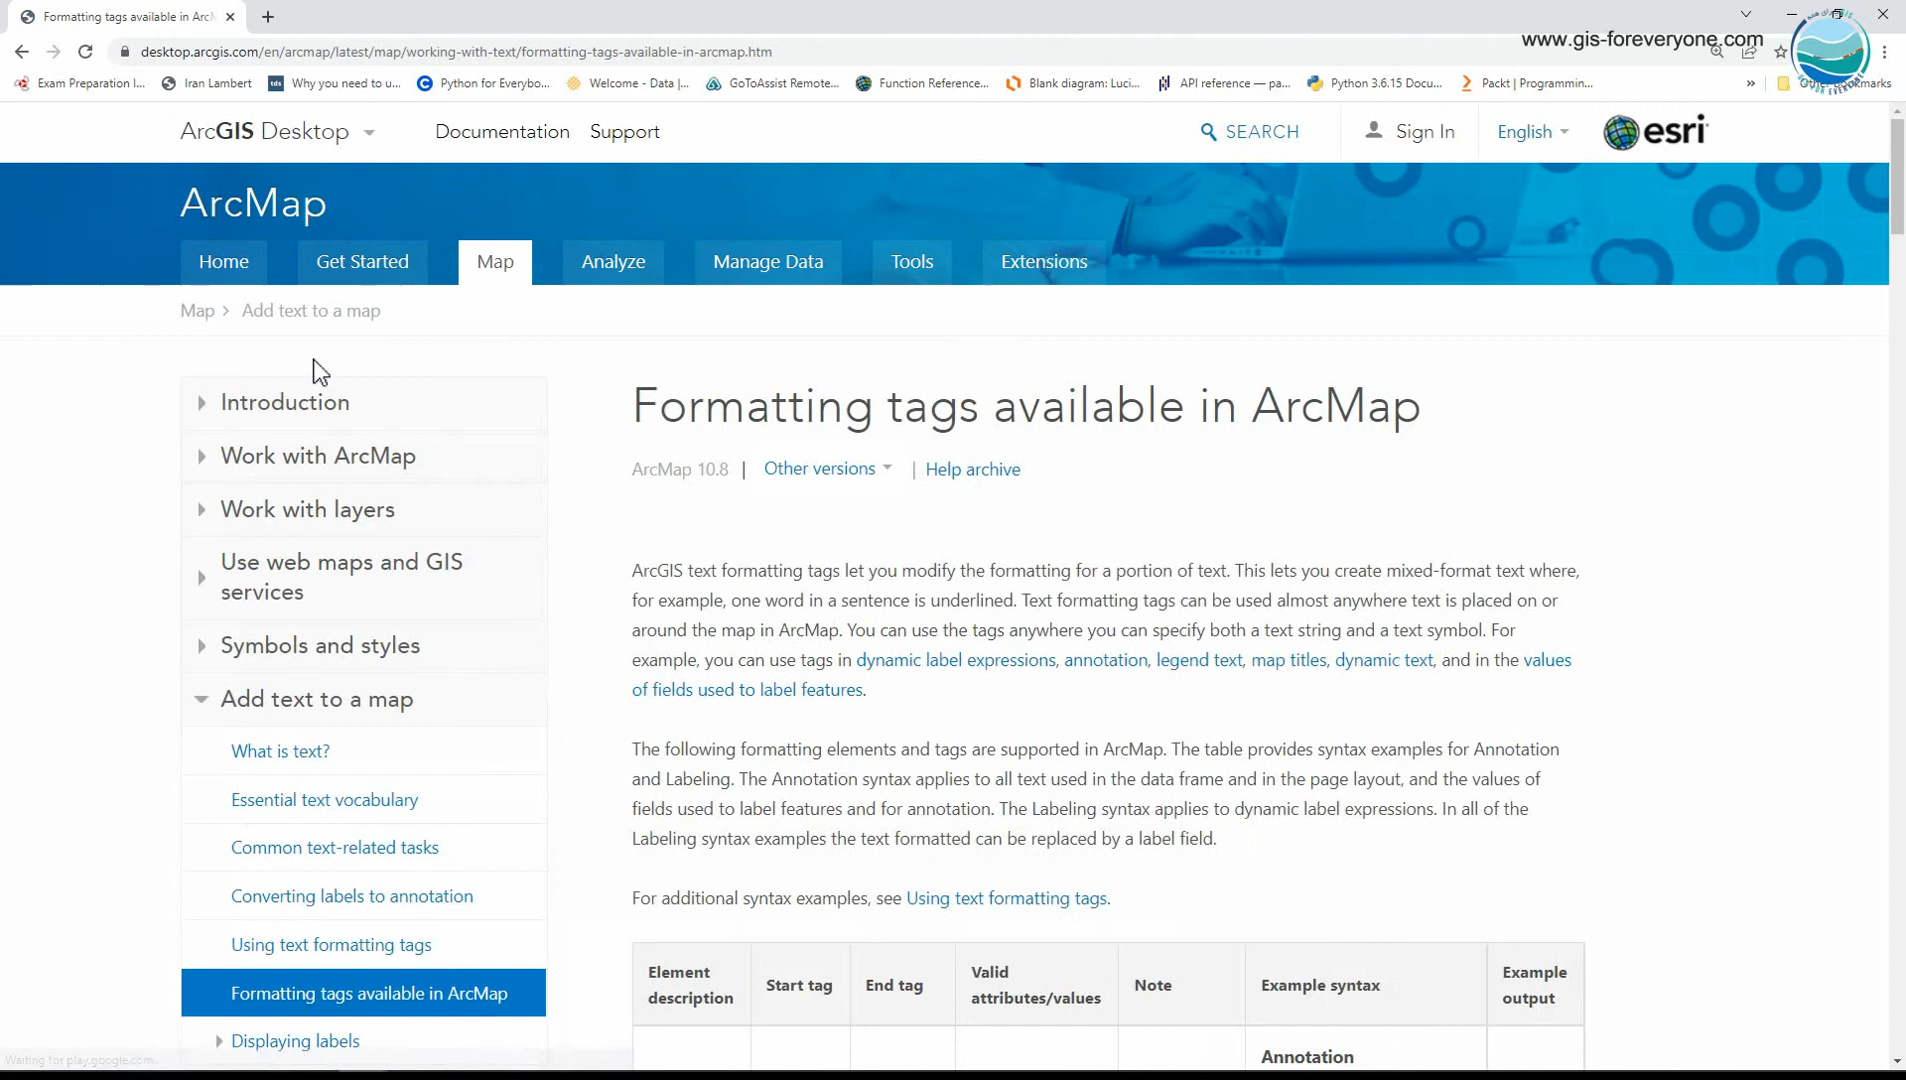 Formatting tags available in Arc
desktop.arcgis.com/en/arcmap/latest/map/working-with-text/formatting-tags-available-in-arcmap.htm
www.gis-foreveryone.com
Exam Preparation I...
Iran Lambert
tds
Why you need to u...
Python for Everybo...
Welcome - Data |...
GoToAssist Remote...
Function Reference...
Blank diagram: Luci...
API reference — pa...
Python 3.6.15 Docu...
Packt | Programmin...
»
ArcGIS Desktop
Documentation
Support
SEARCH
Sign In
English
esri
ArcMap
Home
Get Started
Map
Analyze
Manage Data
Tools
Extensions
Map > Add text to a map
Introduction
Work with ArcMap
Work with layers
Use web maps and GIS
services
Symbols and styles
Add text to a map
What is text?
Essential text vocabulary
Common text-related tasks
Converting labels to annotation
Using text formatting tags
Formatting tags available in ArcMap
Displaying labels
Formatting tags available in ArcMap
ArcMap 10.8 | Other versions | Help archive
ArcGIS text formatting tags let you modify the formatting for a portion of text. This lets you create mixed-format text where,
for example, one word in a sentence is underlined. Text formatting tags can be used almost anywhere text is placed on or
around the map in ArcMap. You can use the tags anywhere you can specify both a text string and a text symbol. For
example, you can use tags in dynamic label expressions, annotation, legend text, map titles, dynamic text, and in the values
of fields used to label features.
The following formatting elements and tags are supported in ArcMap. The table provides syntax examples for Annotation
and Labeling. The Annotation syntax applies to all text used in the data frame and in the page layout, and the values of
fields used to label features and for annotation. The Labeling syntax applies to dynamic label expressions. In all of the
Labeling syntax examples the text formatted can be replaced by a label field.
For additional syntax examples, see Using text formatting tags.
Element
description
Start tag
End tag
Valid
attributes/values
Note
Example syntax
Example
output
Annotation
Waiting for play.google.com...